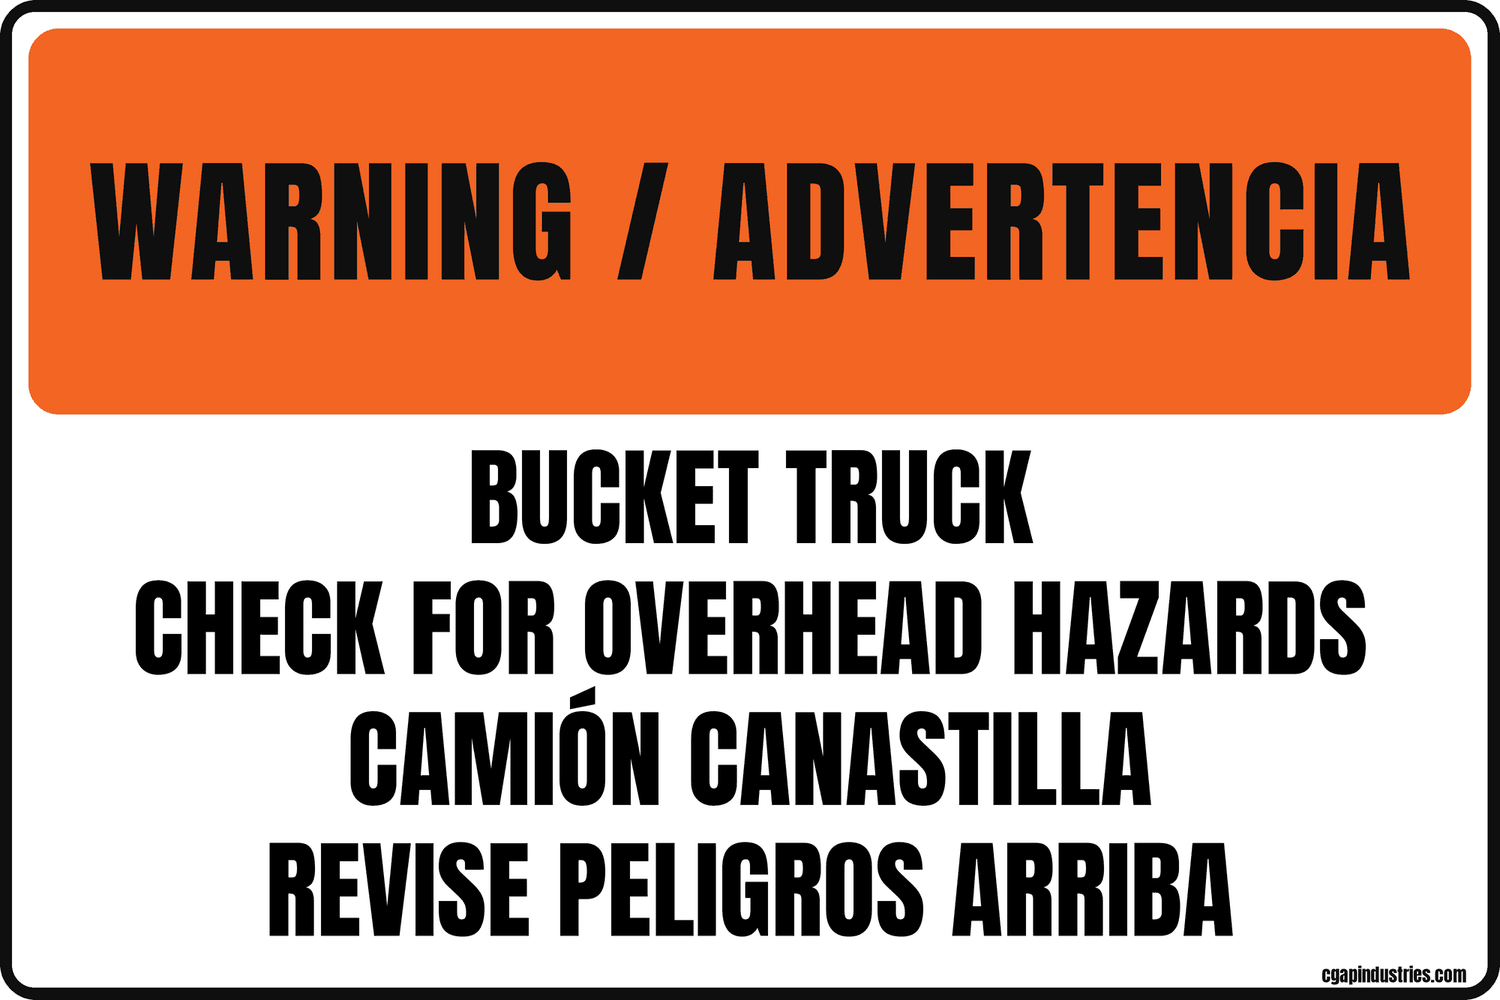 WARNING / ADVERTENCIA
BUCKET TRUCK
CHECK FOR OVERHEAD HAZARDS
CAMIÓN CANASTILLA
REVISE PELIGROS ARRIBA
cgapindustries.com